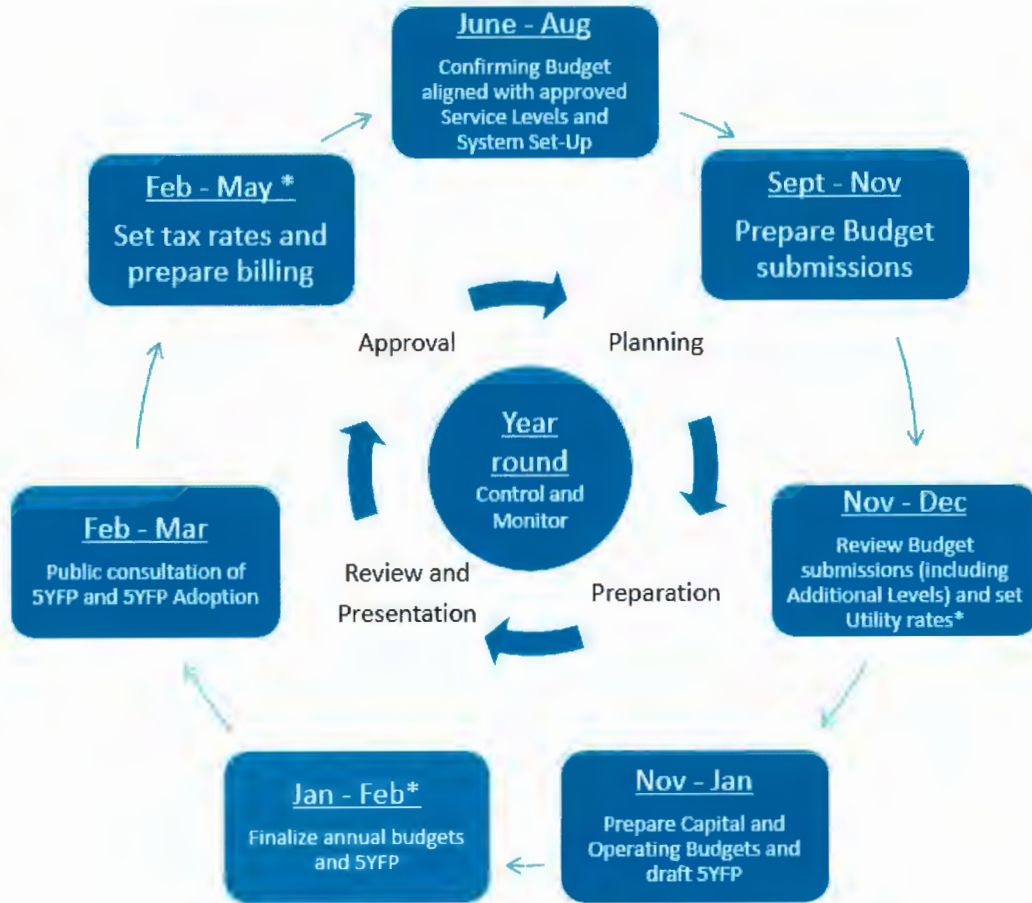 June - Aug
Confirming Budget
aligned with approved
Service Levels and
System Set-Up
Sept - Nov
Prepare Budget
submissions
Nov - Dec
Review Budget
submissions (including
Additional Levels) and set
Utility rates*
Nov - Jan
Prepare Capital and
Operating Budgets and
draft 5YFP
Jan - Feb*
Finalize annual budgets
and 5YFP
Feb - Mar
Public consultation of
5YFP and 5YFP Adoption
Feb - May *
Set tax rates and
prepare billing
Approval
Planning
Preparation
Review and
Presentation
Year
round
Control and
Monitor